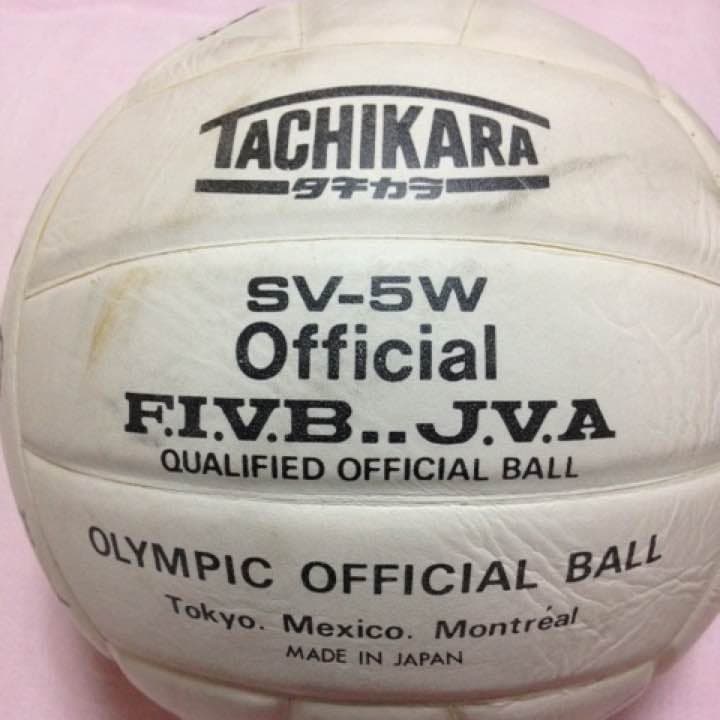 TACHIKARA
タチカラ
SV-5W
Official
F.I.V.B..J.V.A
QUALIFIED OFFICIAL BALL
OLYMPIC OFFICIAL BALL
Tokyo. Mexico. Montréal
MADE IN JAPAN